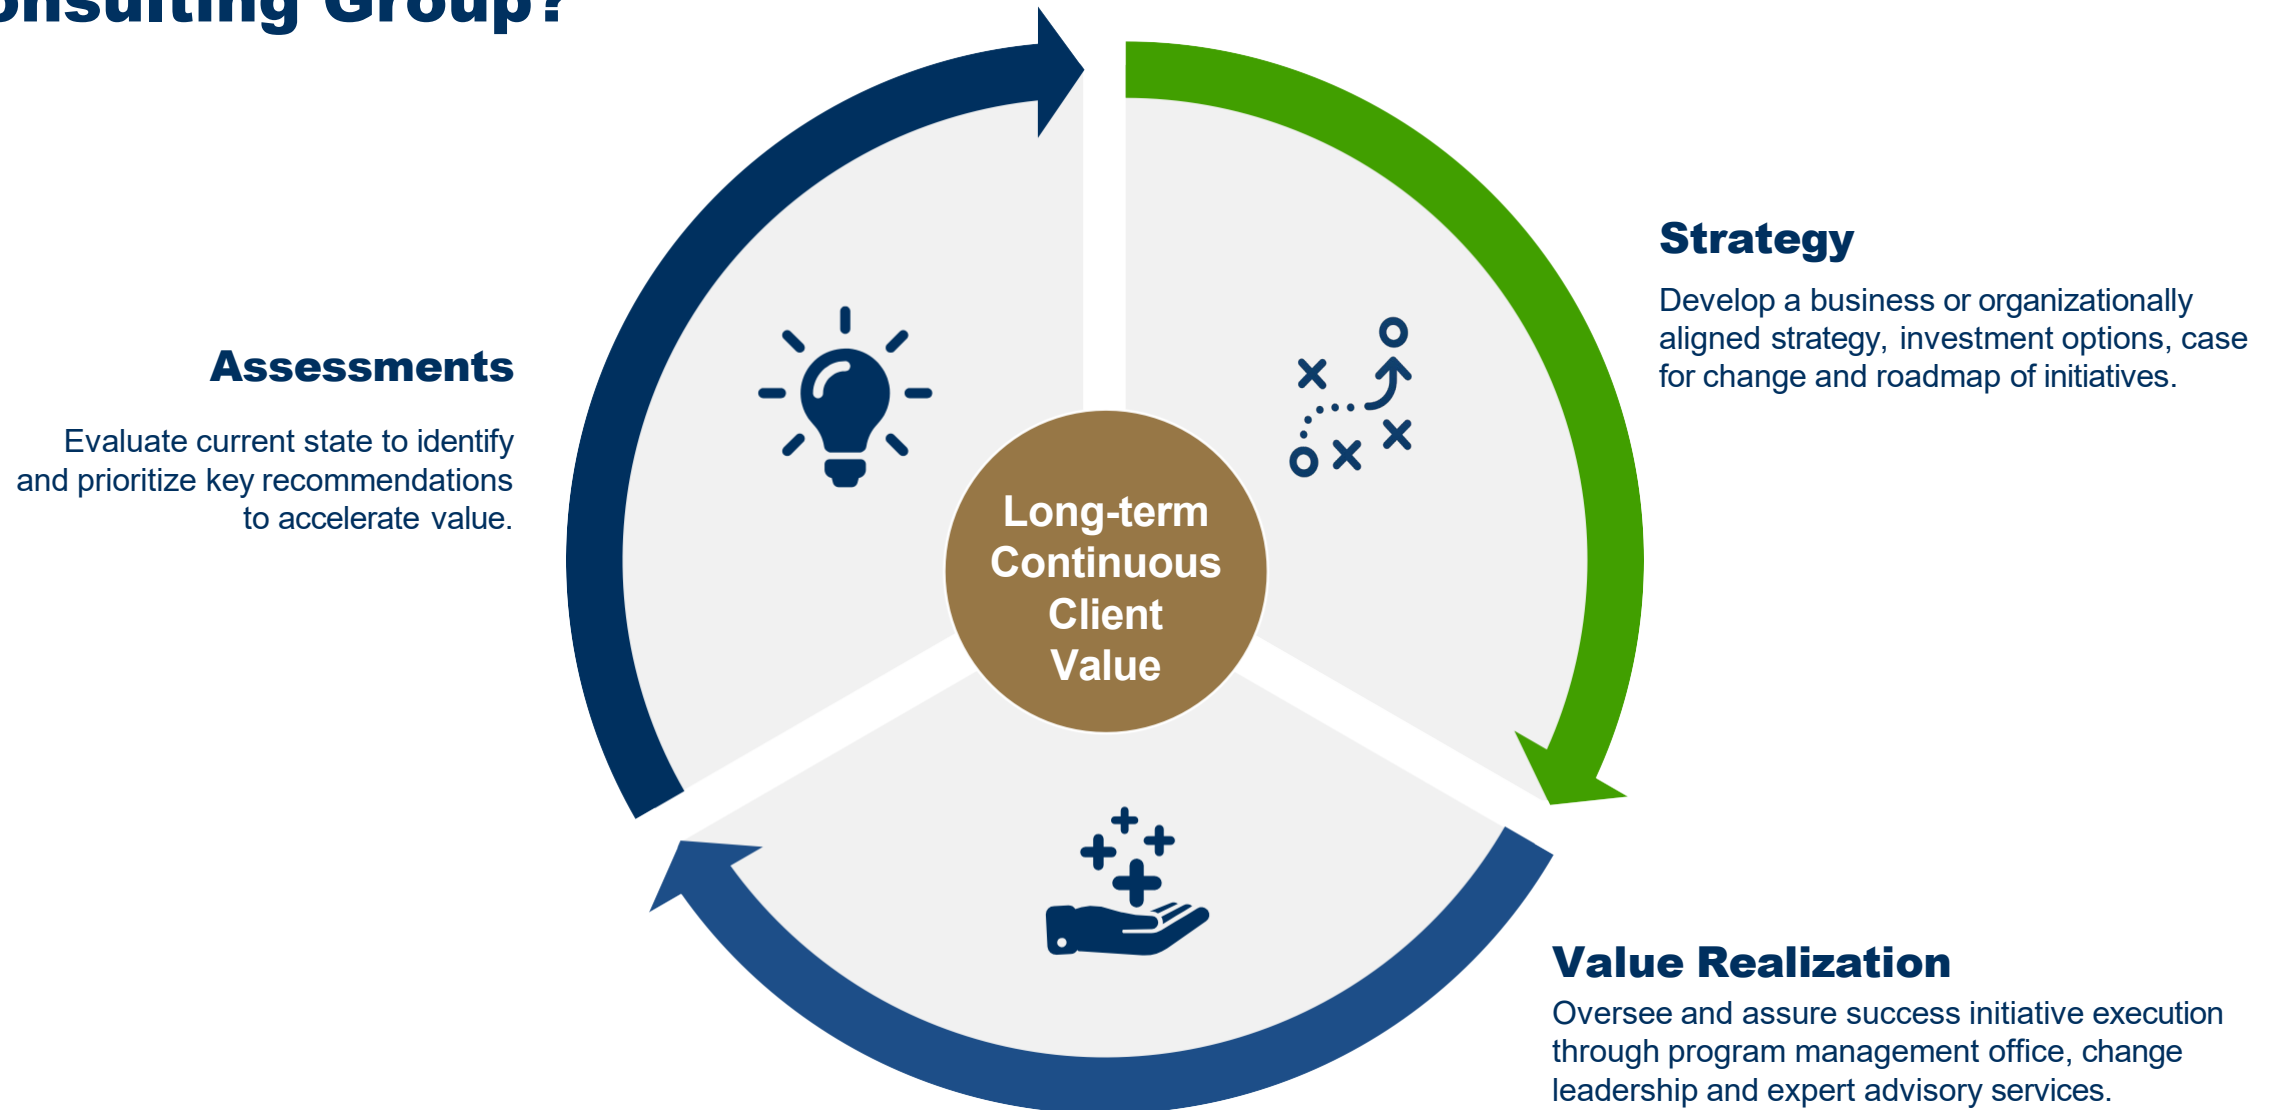 onsulting Group?
Strategy
Develop a business or organizationally
aligned strategy, investment options, case
for change and roadmap of initiatives.
Assessments
Evaluate current state to identify
and prioritize key recommendations
to accelerate value.
Long-term
Continuous
Client
Value
Value Realization
Oversee and assure success initiative execution
through program management office, change
leadership and expert advisory services.